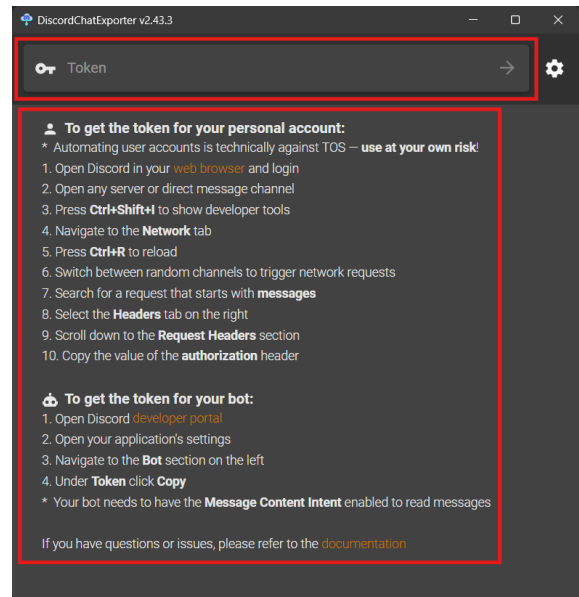 DiscordChatExporter v2.43.3
Token
To get the token for your personal account:
* Automating user accounts is technically against TOS — use at your own risk!
1. Open Discord in your web browser and login
2. Open any server or direct message channel
3. Press Ctrl+Shift+I to show developer tools
4. Navigate to the Network tab
5. Press Ctrl+R to reload
6. Switch between random channels to trigger network requests
7. Search for a request that starts with messages
8. Select the Headers tab on the right
9. Scroll down to the Request Headers section
10. Copy the value of the authorization header
To get the token for your bot:
1. Open Discord developer portal
2. Open your application's settings
3. Navigate to the Bot section on the left
4. Under Token click Copy
* Your bot needs to have the Message Content Intent enabled to read messages
If you have questions or issues, please refer to the documentation